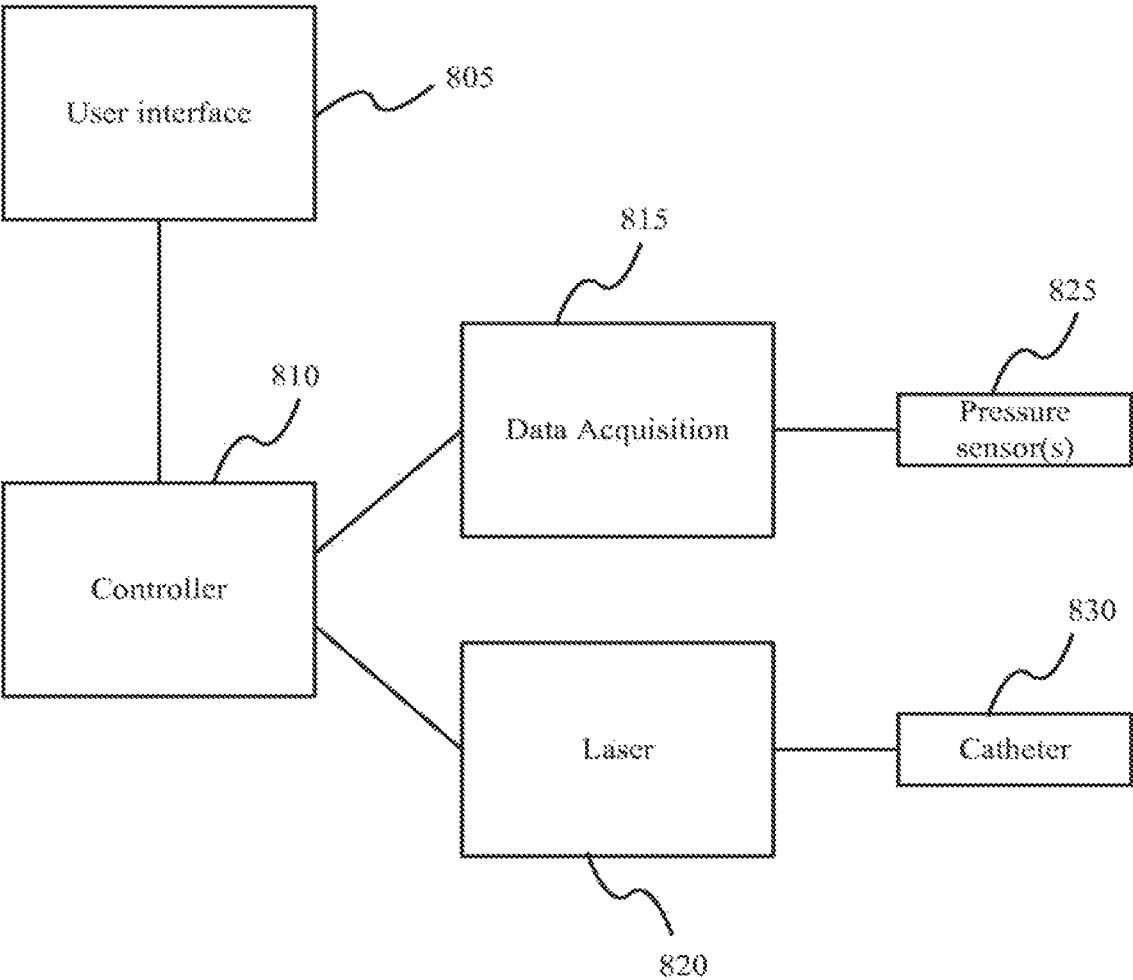 805
User interface
815
825
810
Pressure
sensor(s)
Data Acquisition
Controller
830
Laser
Catheter
820